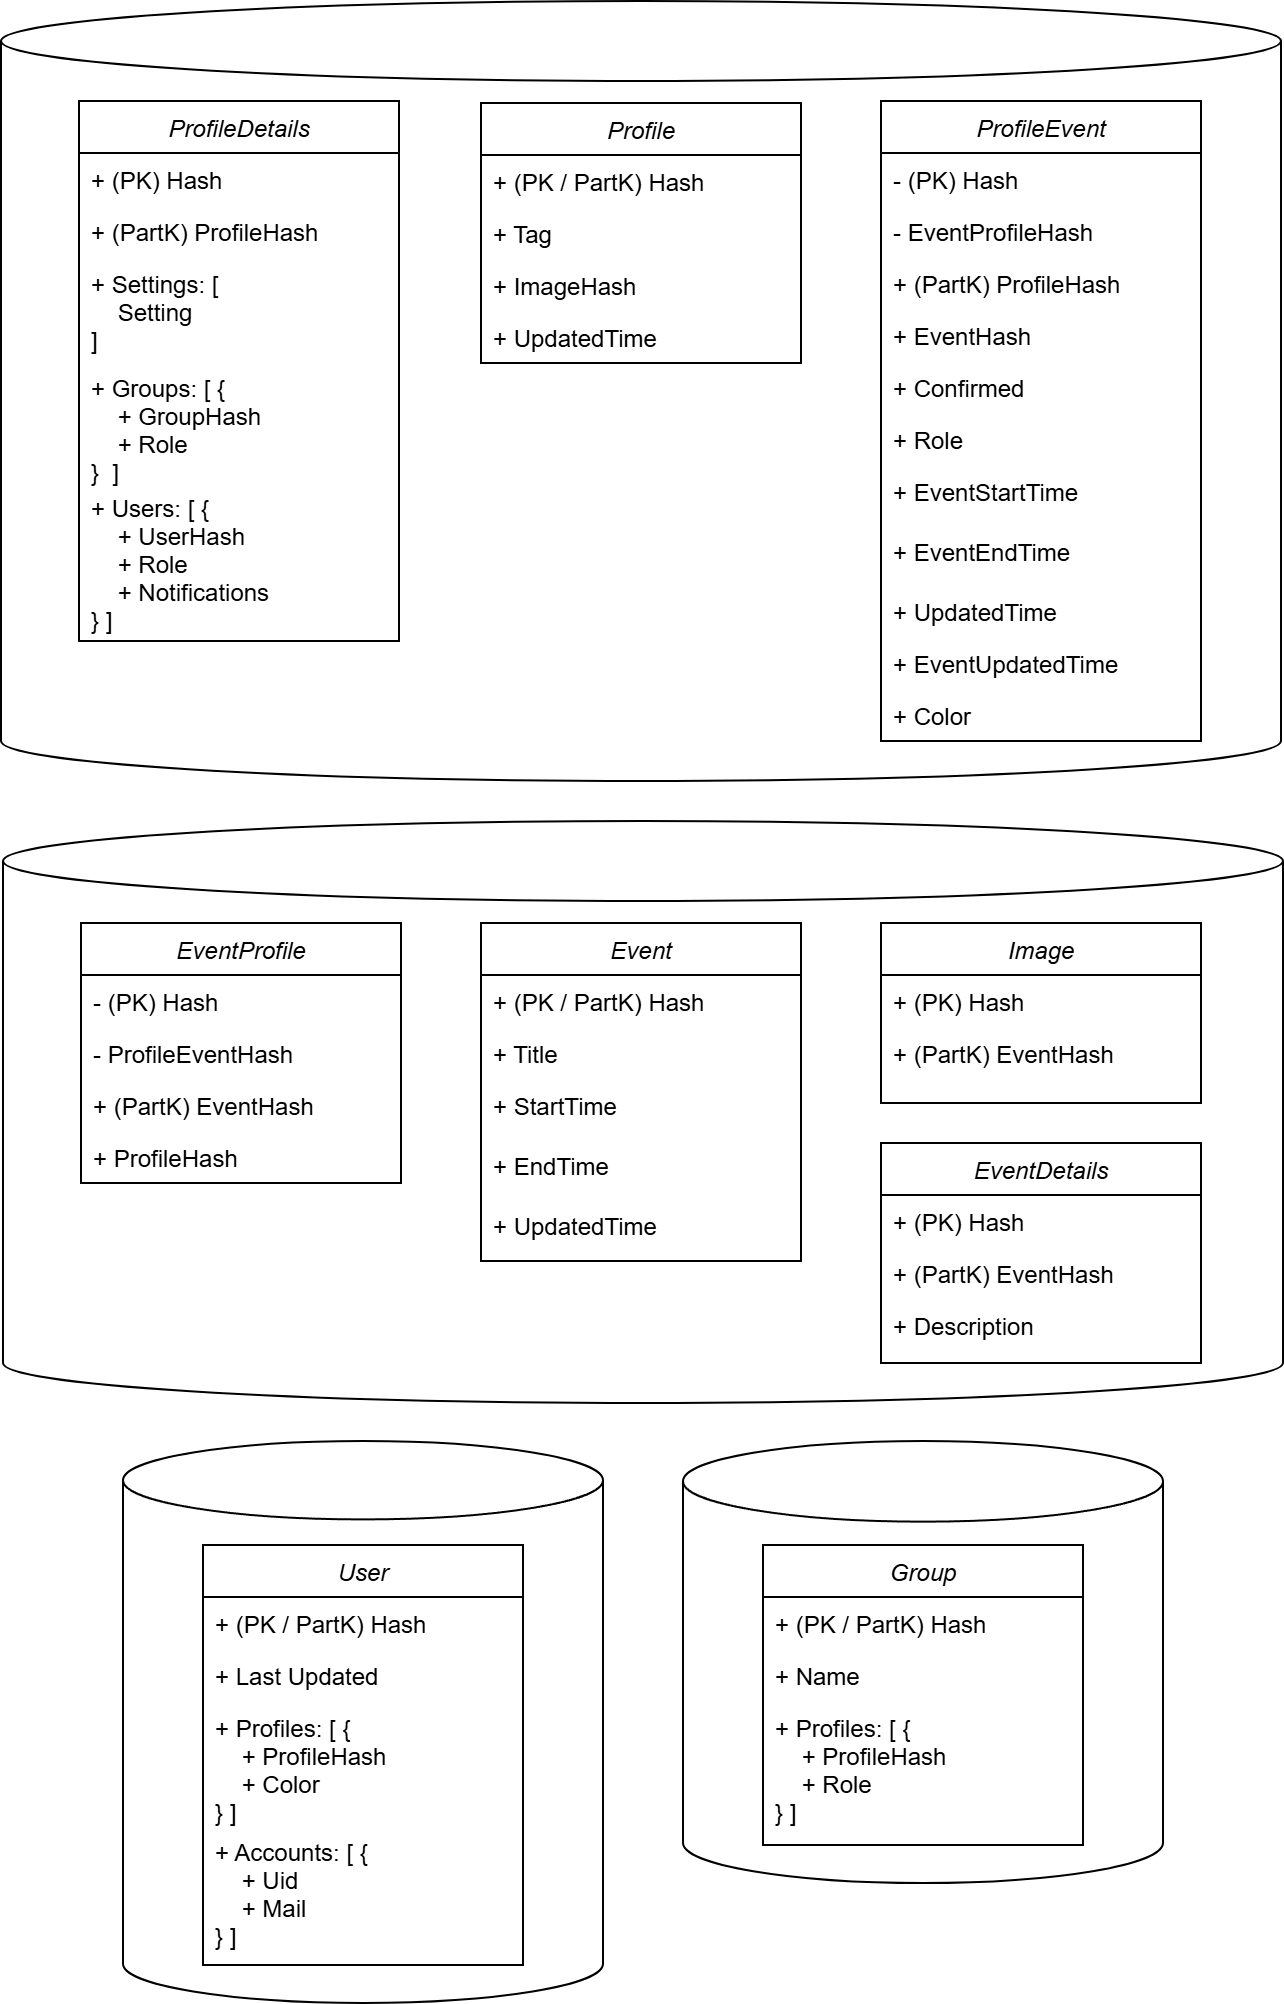 ProfileDetails
+ (PK) Hash
+ (PartK) ProfileHash
+ Settings: [
Setting
]
+ Groups: [ {
+ GroupHash
+ Role
}  ]
+ Users: [ {
+ UserHash
+ Role
+ Notifications
} ]
Profile
+ (PK / PartK) Hash
+ Tag
+ ImageHash
+ UpdatedTime
ProfileEvent
- (PK) Hash
- EventProfileHash
+ (PartK) ProfileHash
+ EventHash
+ Confirmed
+ Role
+ EventStartTime
+ EventEndTime
+ UpdatedTime
+ EventUpdatedTime
+ Color
EventProfile
- (PK) Hash
- ProfileEventHash
+ (PartK) EventHash
+ ProfileHash
Event
+ (PK / PartK) Hash
+ Title
+ StartTime
+ EndTime
+ UpdatedTime
Image
+ (PK) Hash
+ (PartK) EventHash
EventDetails
+ (PK) Hash
+ (PartK) EventHash
+ Description
User
+ (PK / PartK) Hash
+ Last Updated
+ Profiles: [ {
+ ProfileHash
+ Color
} ]
+ Accounts: [ {
+ Uid
+ Mail
} ]
Group
+ (PK / PartK) Hash
+ Name
+ Profiles: [ {
+ ProfileHash
+ Role
} ]